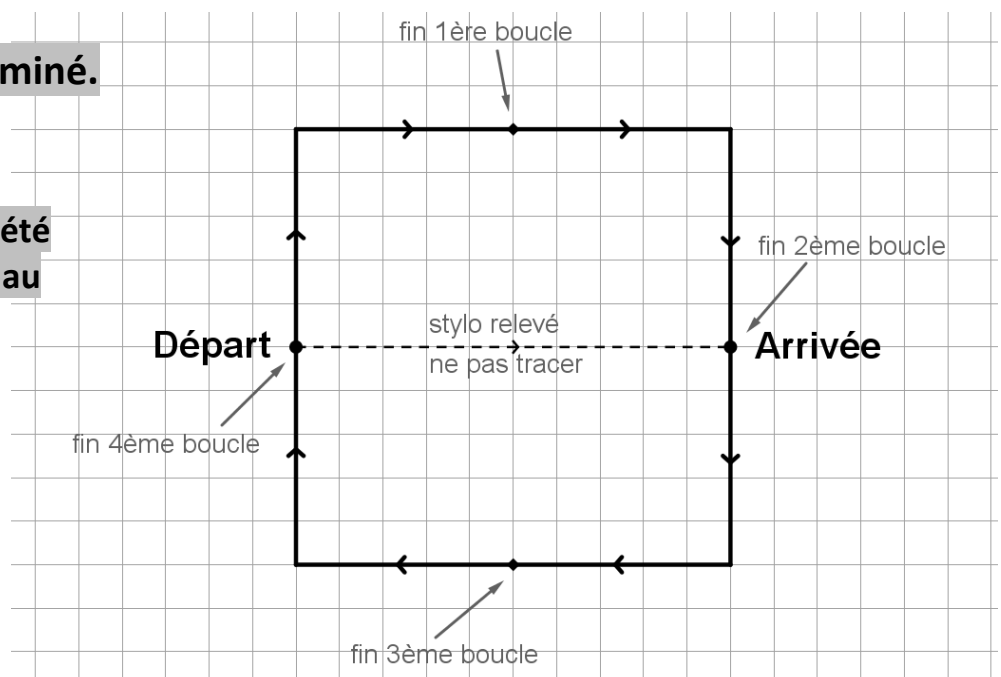 fin 1ère boucle
miné.
été
au
fin 2ème boucle
stylo relevé
Départ
Arrivée
ne pas tracer
fin 4ème boucle
fin 3ème boucle